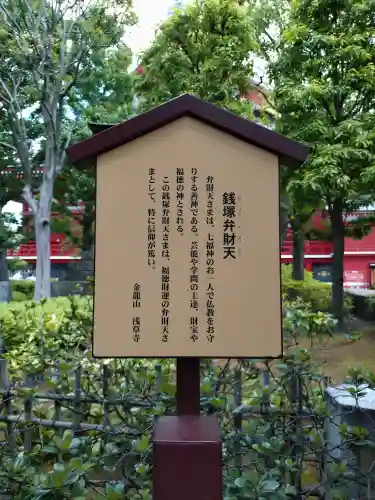 銭塚弁財天
弁財天さまは、七福神のお一人で仏教をお守
りする善神である。芸能や学問の上達、財宝や
福徳の神とされる。
この銭塚弁財天さまは、福徳財運の弁財天さ
まとして、特に信仰が篤い。
金龍山 浅草寺